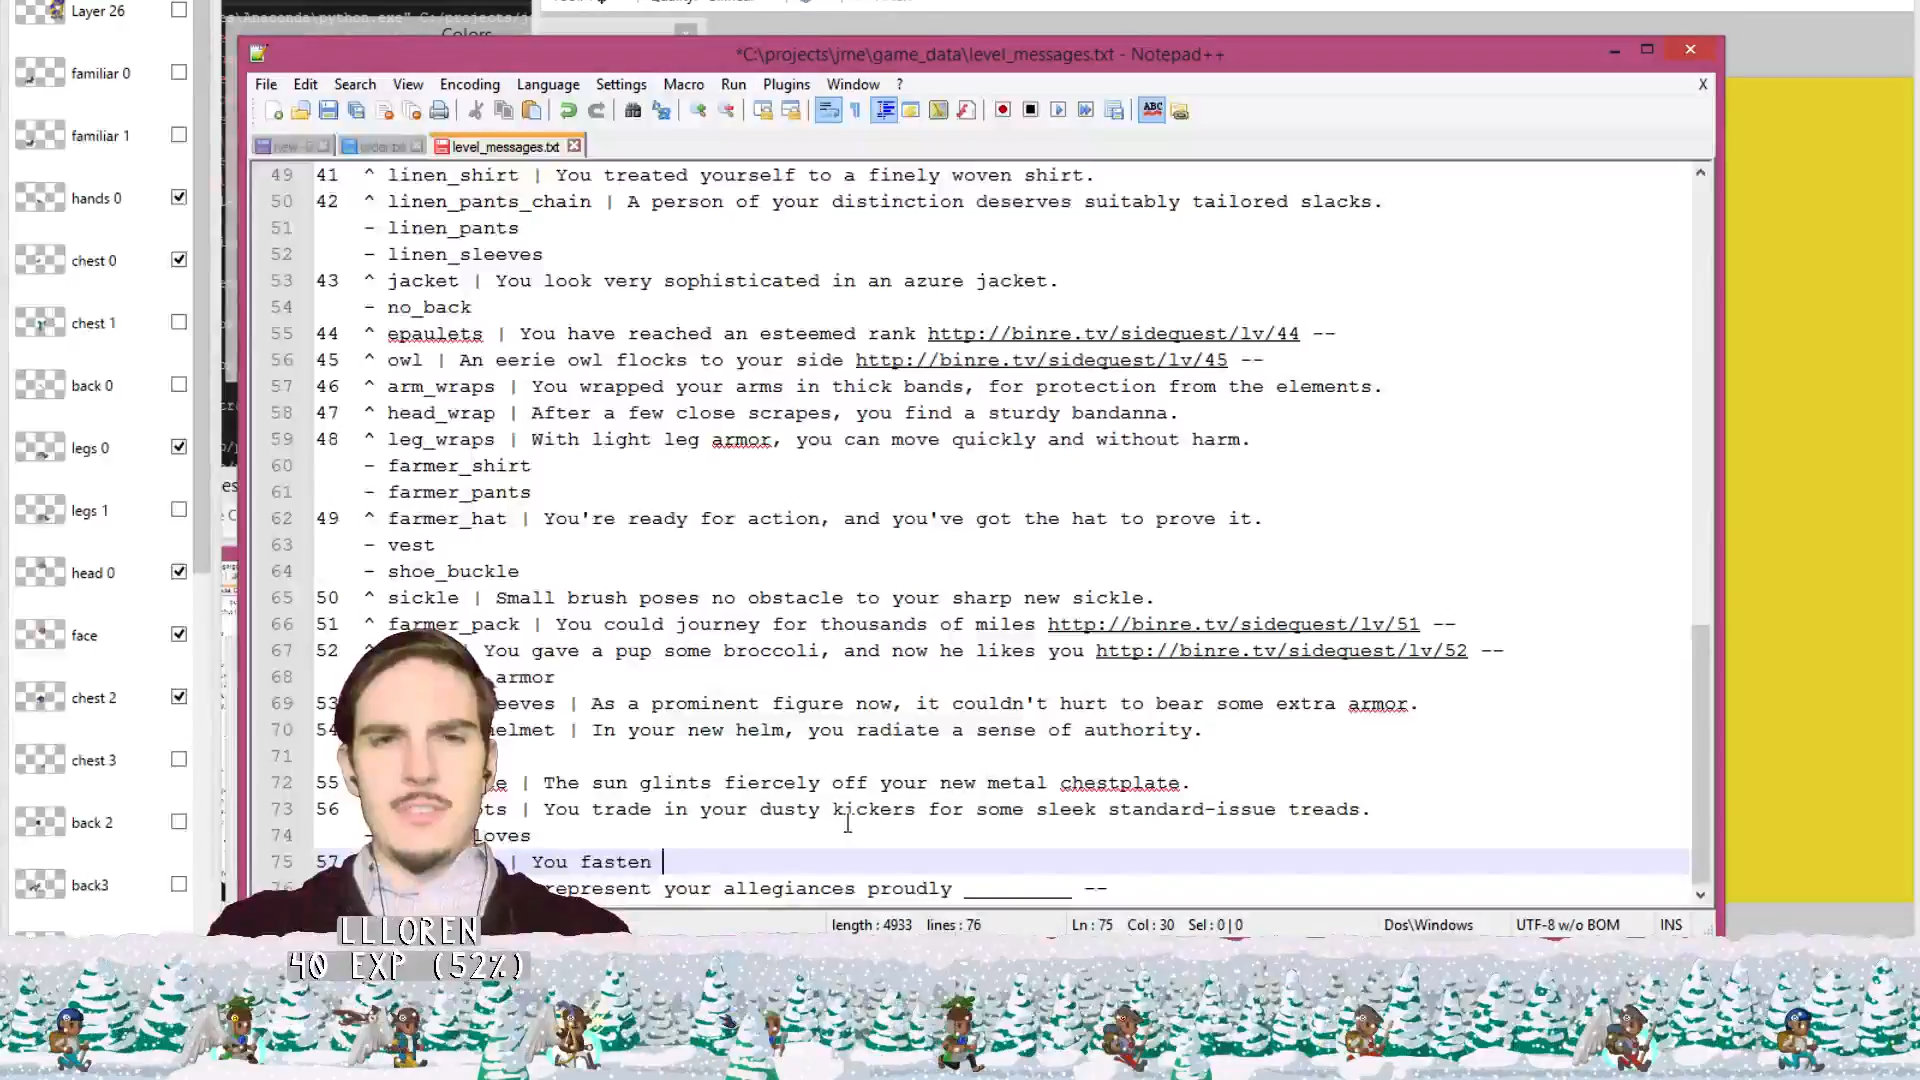 Layer 26
familiar 0
familiar 1
hands 0
chest 0
chest 1
back 0
legs 0
legs 1
head 0
face
chest 2
chest 3
back 2
back3
Colors
*C:\projects\jrme\game_data\level_messages.txt - Notepad++
File Edit Search View Encoding Language Settings Macro Run Plugins Window ? X
level_messages.txt
49 41 ^ linen_shirt | You treated yourself to a finely woven shirt.
50 42 ^ linen_pants_chain | A person of your distinction deserves suitably tailored slacks.
51 - linen_pants
52 - linen_sleeves
53 43 ^ jacket | You look very sophisticated in an azure jacket.
54 - no_back
55 44 ^ epaulets | You have reached an esteemed rank http://binre.tv/sidequest/lv/44 --
56 45 ^ owl | An eerie owl flocks to your side http://binre.tv/sidequest/lv/45 --
57 46 ^ arm_wraps | You wrapped your arms in thick bands, for protection from the elements.
58 47 ^ head_wrap | After a few close scrapes, you find a sturdy bandanna.
59 48 ^ leg_wraps | With light leg armor, you can move quickly and without harm.
60 - farmer_shirt
61 - farmer_pants
62 49 ^ farmer_hat | You're ready for action, and you've got the hat to prove it.
63 - vest
64 - shoe_buckle
65 50 ^ sickle | Small brush poses no obstacle to your sharp new sickle.
66 51 ^ farmer_pack | You could journey for thousands of miles http://binre.tv/sidequest/lv/51 --
67 52 ^ You gave a pup some broccoli, and now he likes you http://binre.tv/sidequest/lv/52 --
68 armor
69 53 eeves | As a prominent figure now, it couldn't hurt to bear some extra armor.
70 54 helmet | In your new helm, you radiate a sense of authority.
71
72 55 e | The sun glints fiercely off your new metal chestplate.
73 56 ts | You trade in your dusty kickers for some sleek standard-issue treads.
74 - loves
75 57 | You fasten
76 represent your allegiances proudly _________ --
length : 4933 lines : 76 Ln : 75 Col : 30 Sel : 0 | 0 Dos\Windows UTF-8 w/o BOM INS
LLLOREN
40 EXP (52%)